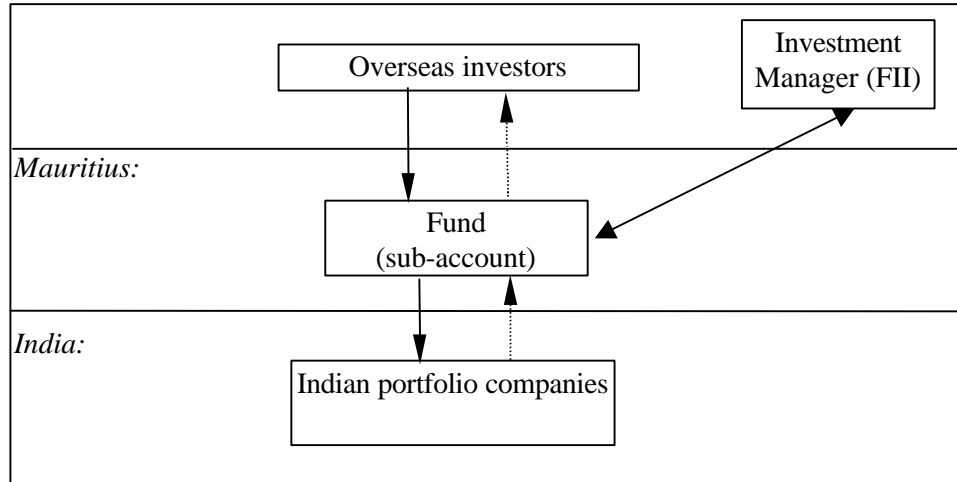 Overseas investors
Investment
Manager (FII)
Mauritius:
Fund
(sub-account)
India:
Indian portfolio companies